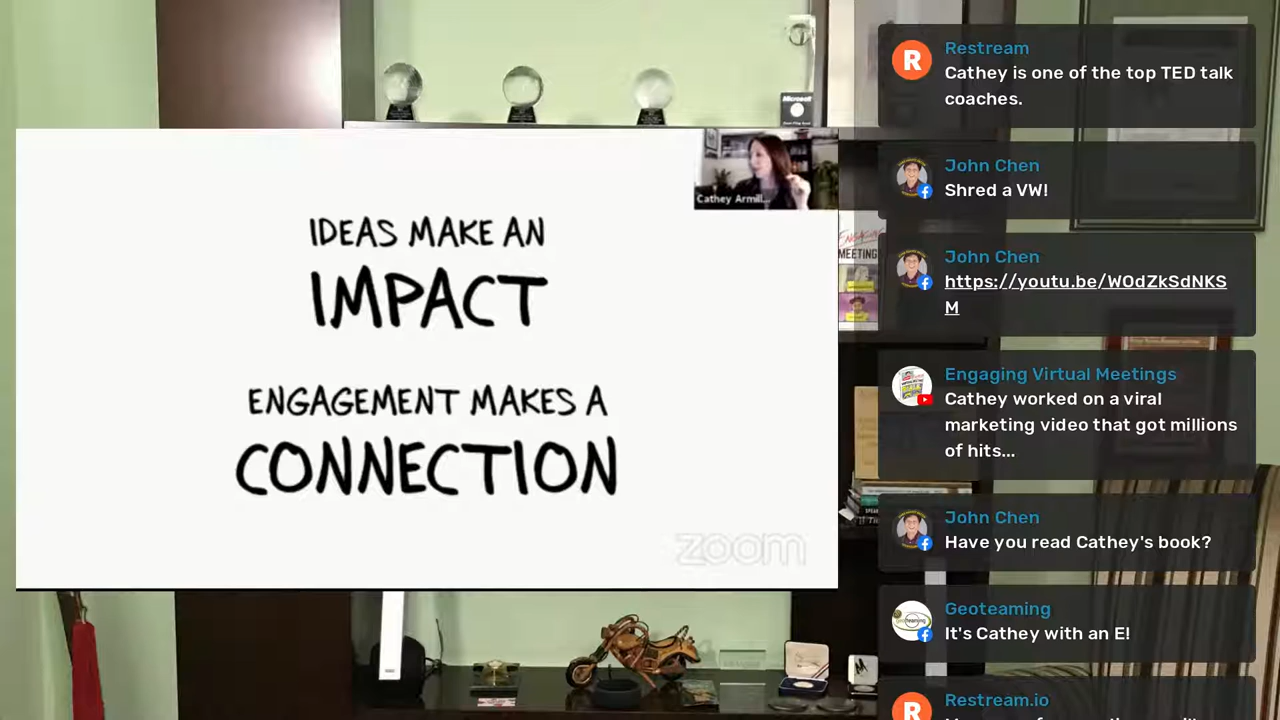 IDEAS MAKE AN
IMPACT
ENGAGEMENT MAKES A
CONNECTION
zoom
Cathey Armil...
Microsoft
ENGAGING
MEETING
Restream
Cathey is one of the top TED talk
coaches.
John Chen
Shred a VW!
John Chen
https://youtu.be/WOdZkSdNKS
M
Engaging Virtual Meetings
Cathey worked on a viral
marketing video that got millions
of hits...
John Chen
Have you read Cathey's book?
Geoteaming
It's Cathey with an E!
Restream.io